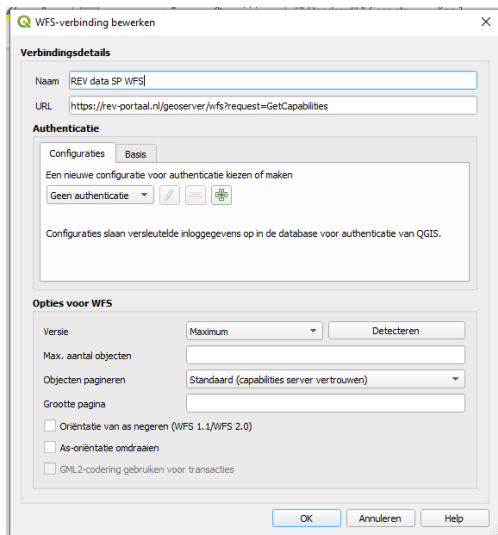 WFS-verbinding bewerken
Verbindingsdetails
Naam REV data SP WFS
URL https://rev-portaal.nl/geoserver/wfs?request=GetCapabilities
Authenticatie
Configuraties Basis
Een nieuwe configuratie voor authenticatie kiezen of maken
Geen authenticatie
Configuraties slaan versleutelde inloggegevens op in de database voor authenticatie van QGIS.
Opties voor WFS
Versie Maximum Detecteren
Max. aantal objecten
Objecten pagineren Standaard (capabilities server vertrouwen)
Grootte pagina
Oriëntatie van as negeren (WFS 1.1/WFS 2.0)
As-oriëntatie omdraaien
GML2-codering gebruiken voor transacties
OK Annuleren Help